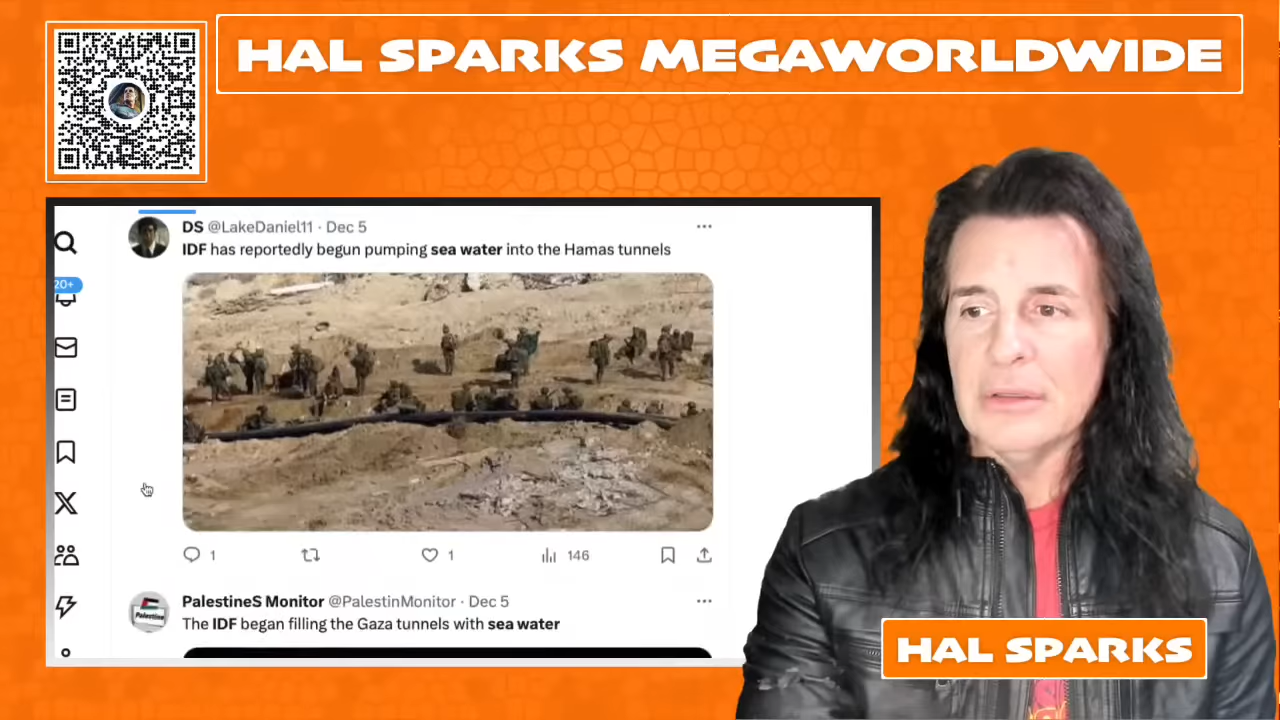 HAL SPARKS MEGAWORLDWIDE
DS @LakeDaniel11 · Dec 5
IDF has reportedly begun pumping sea water into the Hamas tunnels
20+
1
1
146
PalestineS Monitor @PalestinMonitor · Dec 5
Palestine
The IDF began filling the Gaza tunnels with sea water
HAL SPARKS